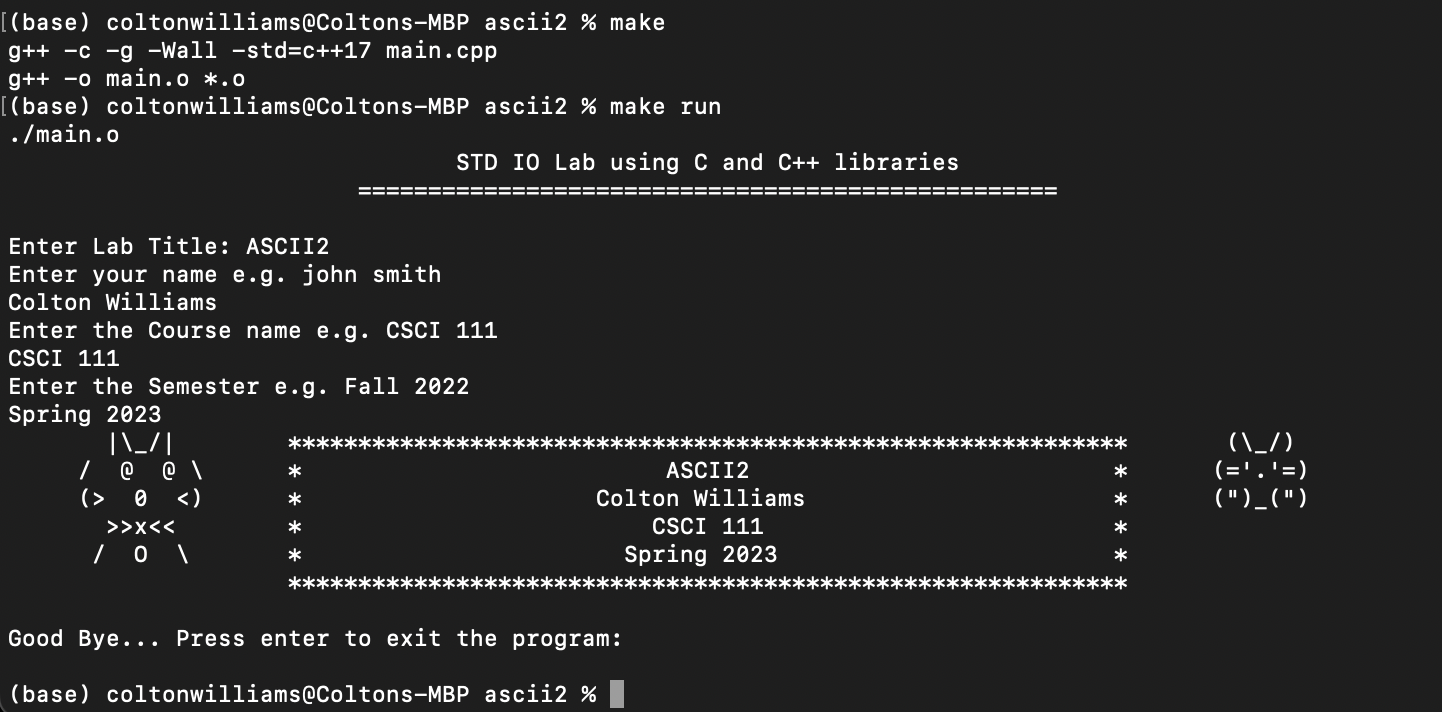 [(base) coltonwilliams@Coltons-MBP ascii2 % make
g++ -c -g -Wall -std=c++17 main.cpp
g++ -o main.o *.o
[(base) coltonwilliams@Coltons-MBP ascii2 % make run
./main.o
                                STD IO Lab using C and C++ libraries
                         ==================================================

Enter Lab Title: ASCII2
Enter your name e.g. john smith
Colton Williams
Enter the Course name e.g. CSCI 111
CSCI 111
Enter the Semester e.g. Fall 2022
Spring 2023
       |\_/|        ************************************************************       (\_/)
     /  @  @ \      *                          ASCII2                          *      (='.'=)
     (>  0  <)      *                     Colton Williams                      *      (")_(")
       >>x<<        *                         CSCI 111                         *
      /  O  \       *                       Spring 2023                        *
                    ************************************************************

Good Bye... Press enter to exit the program:

(base) coltonwilliams@Coltons-MBP ascii2 %